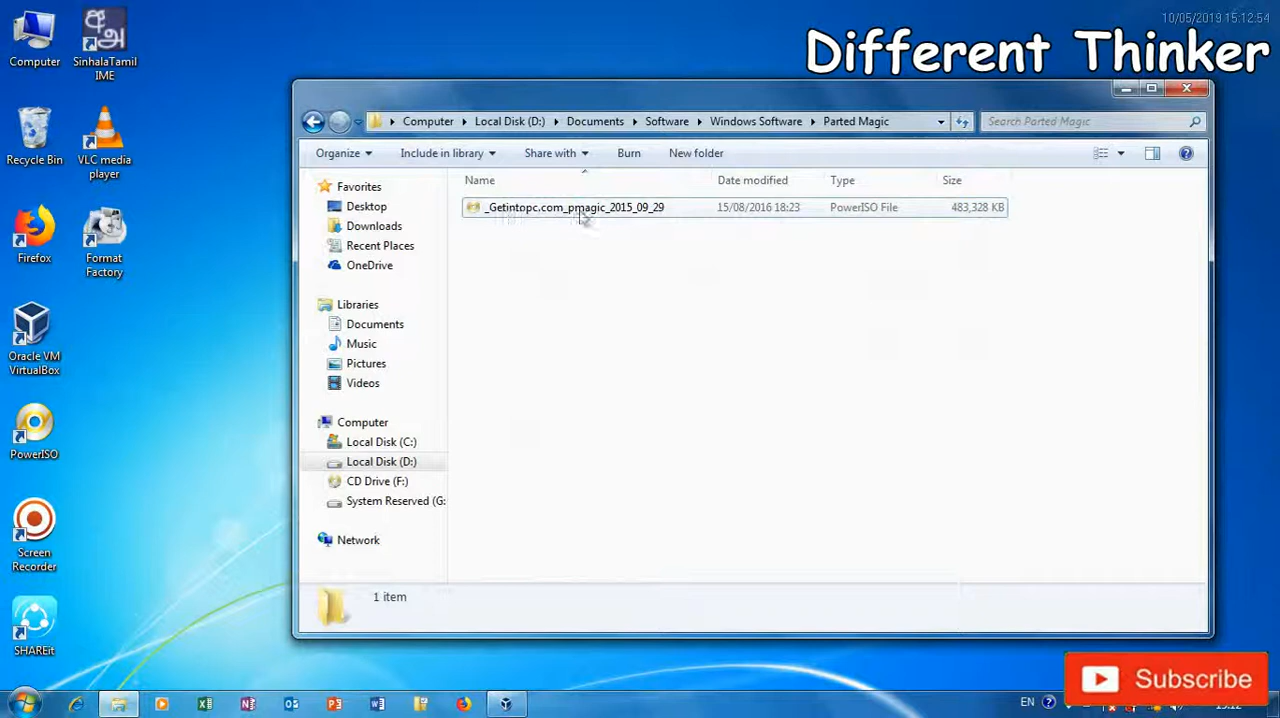 10/05/2019 15:12:54
Different Thinker
Computer
SinhalaTamil
IME
Recycle Bin
VLC media
player
Firefox
Format
Factory
Oracle VM
VirtualBox
PowerISO
Screen
Recorder
SHAREit
Computer Local Disk (D:) Documents Software Windows Software Parted Magic
Search Parted Magic
Organize Include in library Share with Burn New folder
Name Date modified Type Size
_Getintopc.com_pmagic_2015_09_29 15/08/2016 18:23 PowerISO File 483,328 KB
Favorites
Desktop
Downloads
Recent Places
OneDrive
Libraries
Documents
Music
Pictures
Videos
Computer
Local Disk (C:)
Local Disk (D:)
CD Drive (F:)
System Reserved (G:
Network
1 item
Subscribe
EN